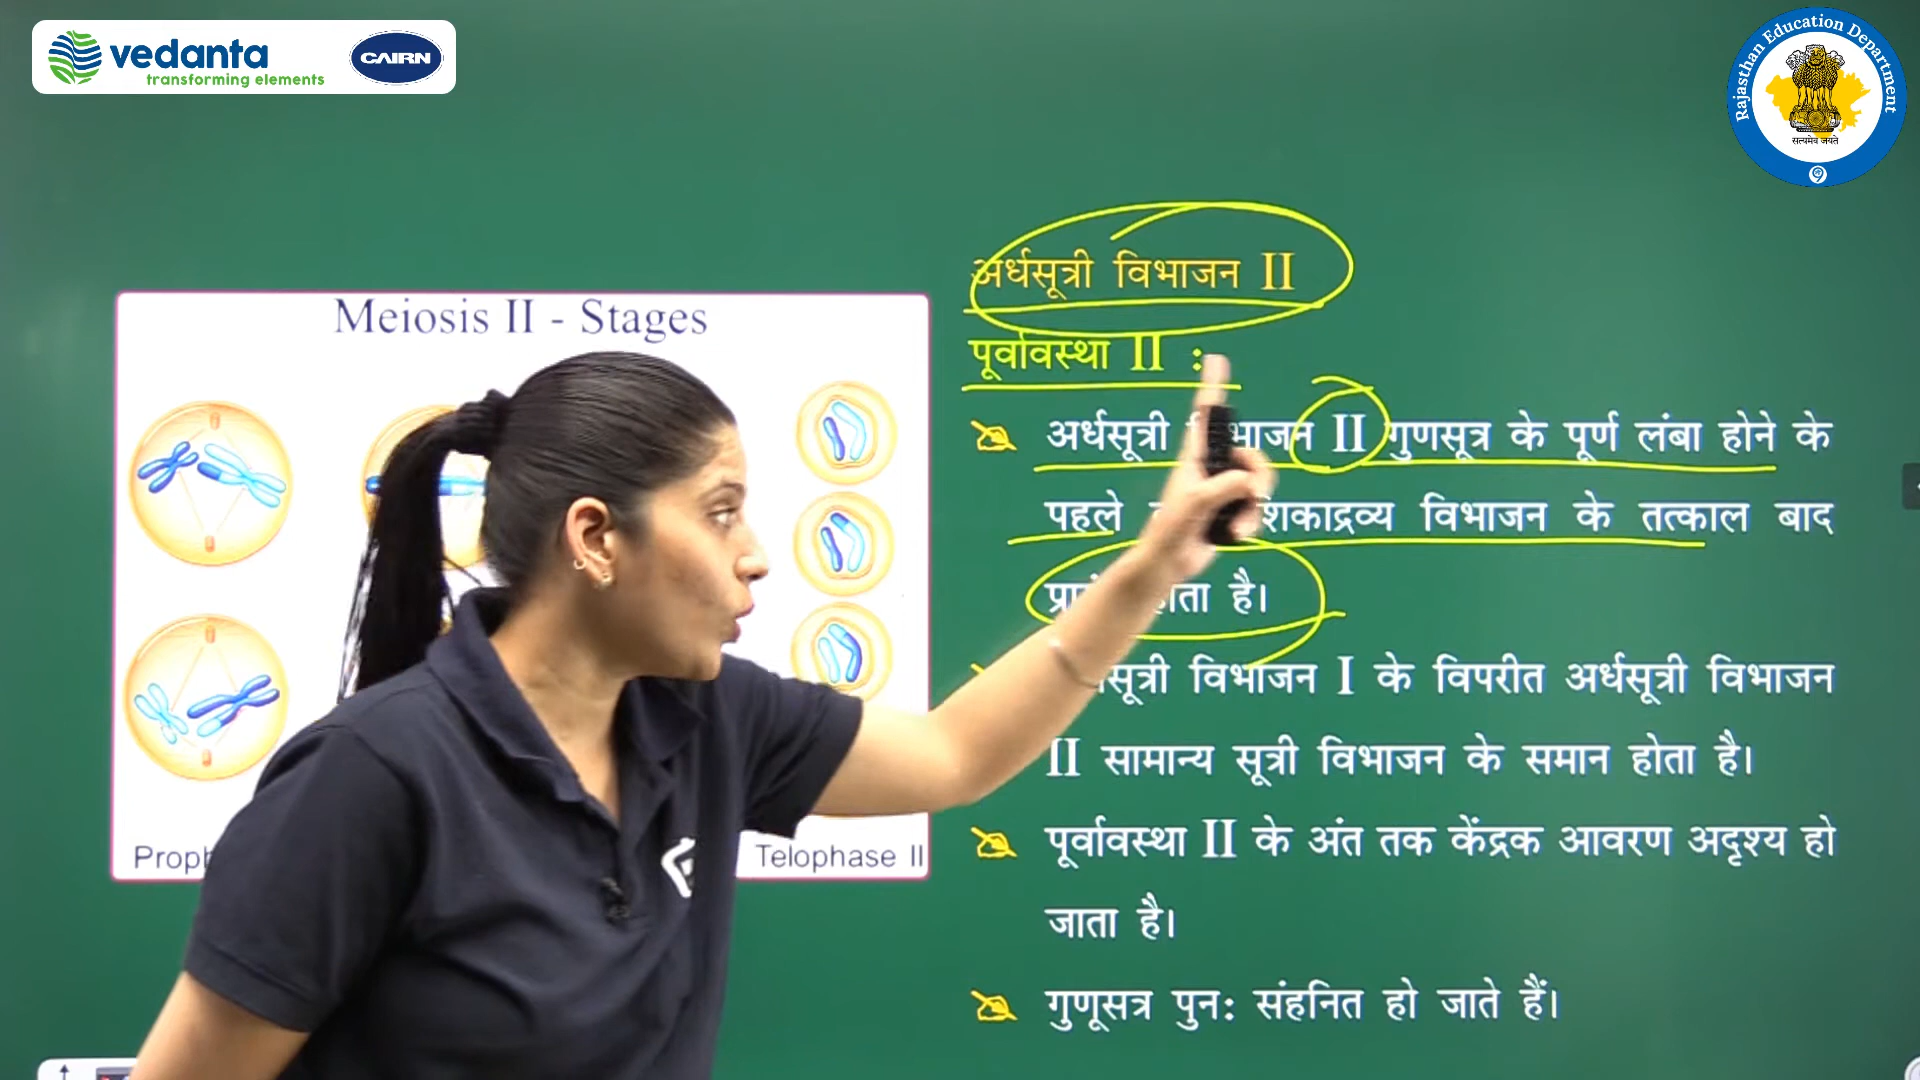 vedanta
transforming elements
CAIRN
Rajasthan Education Department
सत्यमेव जयते
अर्धसूत्री विभाजन II
पूर्वावस्था II :
Meiosis II - Stages
अर्धसूत्री II गुणसूत्र के पूर्ण लंबा होने के
पहले विभाजन के तत्काल बाद
होता है।
विभाजन I के विपरीत अर्धसूत्री विभाजन
II सामान्य सूत्री विभाजन के समान होता है।
पूर्वावस्था II के अंत तक केंद्रक आवरण अदृश्य हो
जाता है।
गुणूसत्र पुन: संहनित हो जाते हैं।
Telophase II